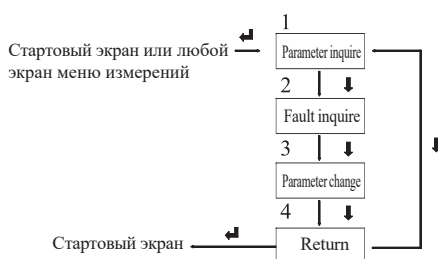 1
Стартовый экран или любой
экран меню измерений
Parameter inquire
2
Fault inquire
3
Parameter change
4
Стартовый экран
Return